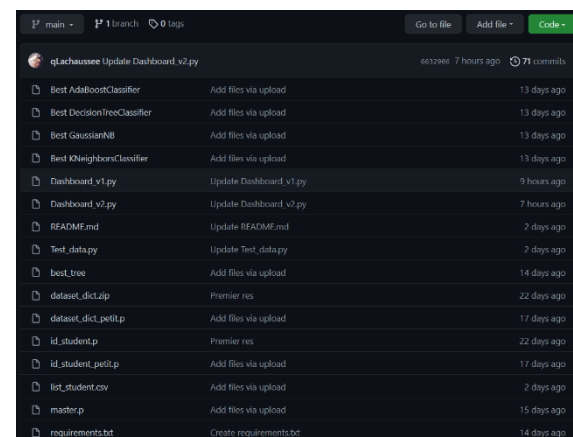 main 1 branch 0 tags Go to file Add file Code
qLachaussee Update Dashboard_v2.py 6632906 7 hours ago 71 commits
Best AdaBoostClassifier Add files via upload 13 days ago
Best DecisionTreeClassifier Add files via upload 13 days ago
Best GaussianNB Add files via upload 13 days ago
Best KNeighborsClassifier Add files via upload 13 days ago
Dashboard_v1.py Update Dashboard_v1.py 9 hours ago
Dashboard_v2.py Update Dashboard_v2.py 7 hours ago
README.md Update README.md 2 days ago
Test_data.py Update Test_data.py 2 days ago
best_tree Add files via upload 14 days ago
dataset_dict.zip Premier res 22 days ago
dataset_dict_petit.p Add files via upload 17 days ago
id_student.p Premier res 22 days ago
id_student_petit.p Add files via upload 17 days ago
list_student.csv Add files via upload 2 days ago
master.p Add files via upload 15 days ago
requirements.txt Create requirements.txt 14 days ago